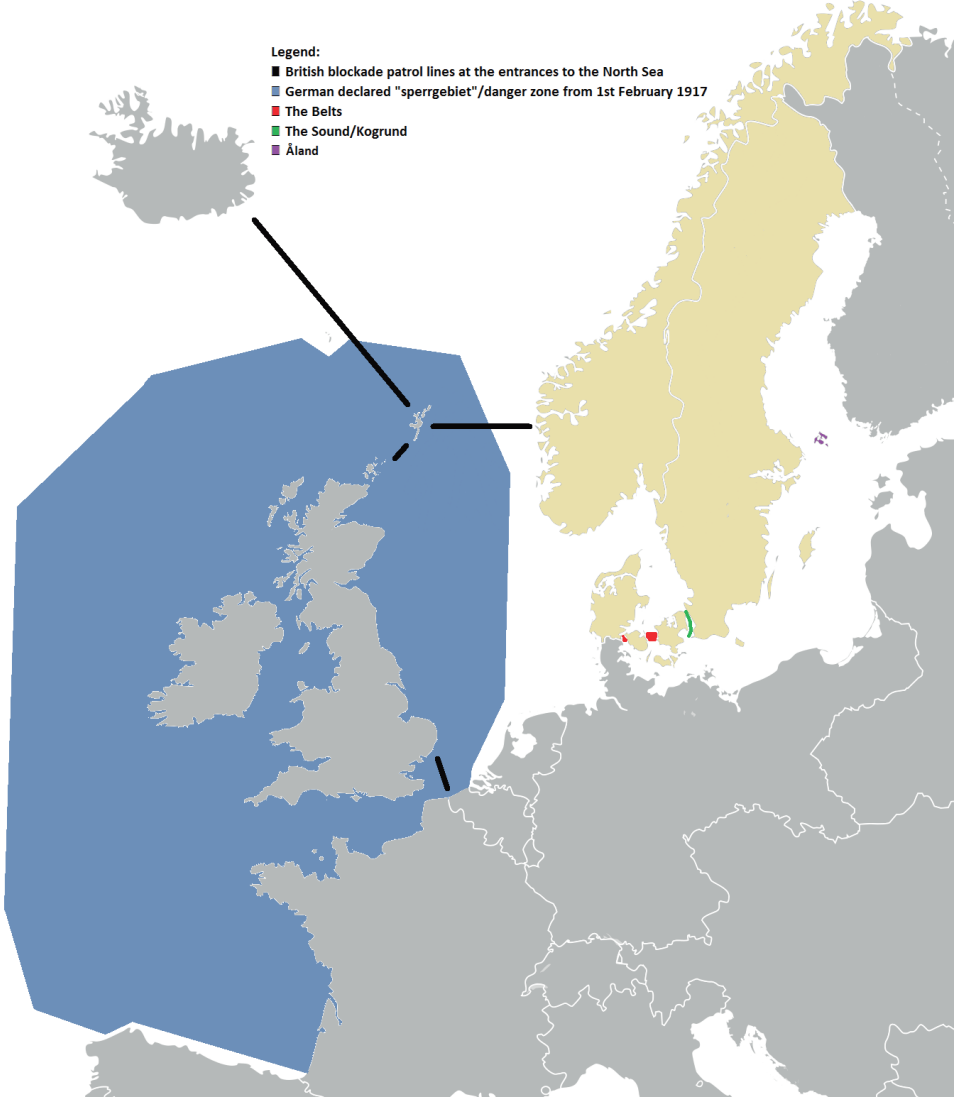 Legend:
British blockade patrol lines at the entrances to the North Sea
German declared "sperrgebiet"/danger zone from 1st February 1917
The Belts
The Sound/Kogrund
Åland